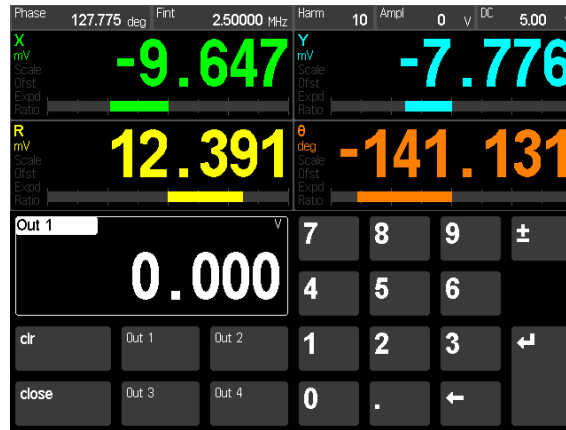 Phase 127.775 deg Fint 2.50000 MHz Harm 10 Ampl 0 V DC 5.00
X
mV -9.647
Scale
Ofst
Expd
Ratio
Y
mV -7.776
Scale
Ofst
Expd
Ratio
R
mV 12.391
Scale
Ofst
Expd
Ratio
θ
deg -141.131
Scale
Ofst
Expd
Ratio
Out 1 V
0.000
7 8 9 ±
4 5 6
clr Out 1 Out 2 1 2 3 ↵
close Out 3 Out 4 0 . ←